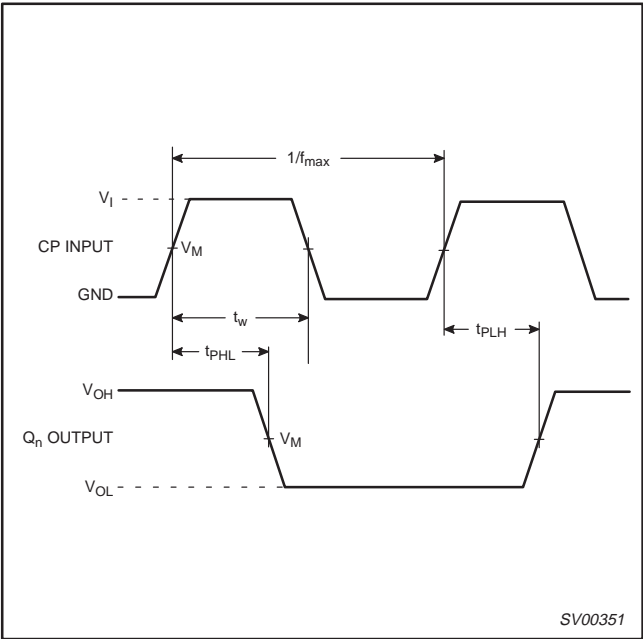 1/fmax
VI
CP INPUT
VM
GND
tw
tPLH
tPHL
VOH
Qn OUTPUT
VM
VOL
SV00351